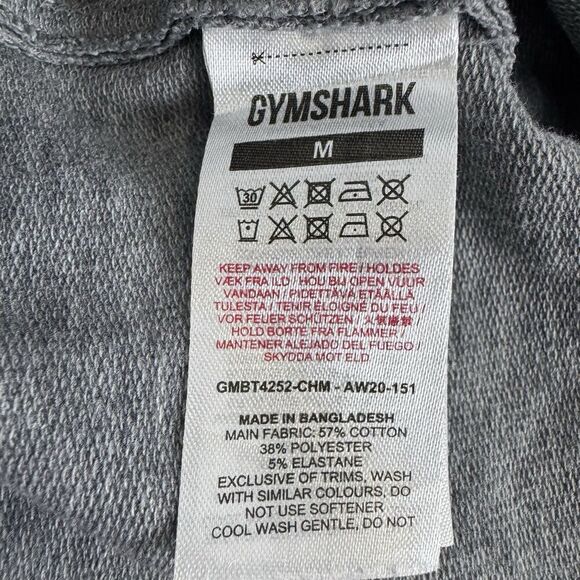 GYMSHARK
M
30
KEEP AWAY FROM FIRE / HOLDES
VÆK FRA ILD / HOU BIJ OPEN VUUR
VANDAAN / PIDETTÄVÄ ETÄÄLLÄ
TULESTA / TENIR ÉLOIGNÉ DU FEU /
VOR FEUER SCHÜTZEN /
HOLD BORTE FRA FLAMMER /
MANTENER ALEJADO DEL FUEGO /
SKYDDA MOT ELD
GMBT4252-CHM - AW20-151
MADE IN BANGLADESH
MAIN FABRIC: 57% COTTON
38% POLYESTER
5% ELASTANE
EXCLUSIVE OF TRIMS, WASH
WITH SIMILAR COLOURS, DO
NOT USE SOFTENER
COOL WASH GENTLE, DO NOT